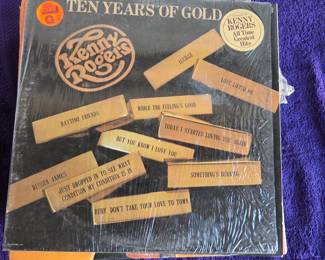 TEN YEARS OF GOLD
KENNY
ROGERS
All Time
Greatest
Hits
Kenny
Rogers
LUCILLE
LOVE LIFTED ME
WHILE THE FEELING'S GOOD
DAYTIME FRIENDS
TODAY I STARTED LOVING YOU AGAIN
BUT YOU KNOW I LOVE YOU
REUBEN JAMES
JUST DROPPED IN TO SEE WHAT
CONDITION MY CONDITION IS IN
SOMETHING'S BURNING
RUBY, DON'T TAKE YOUR LOVE TO TOWN